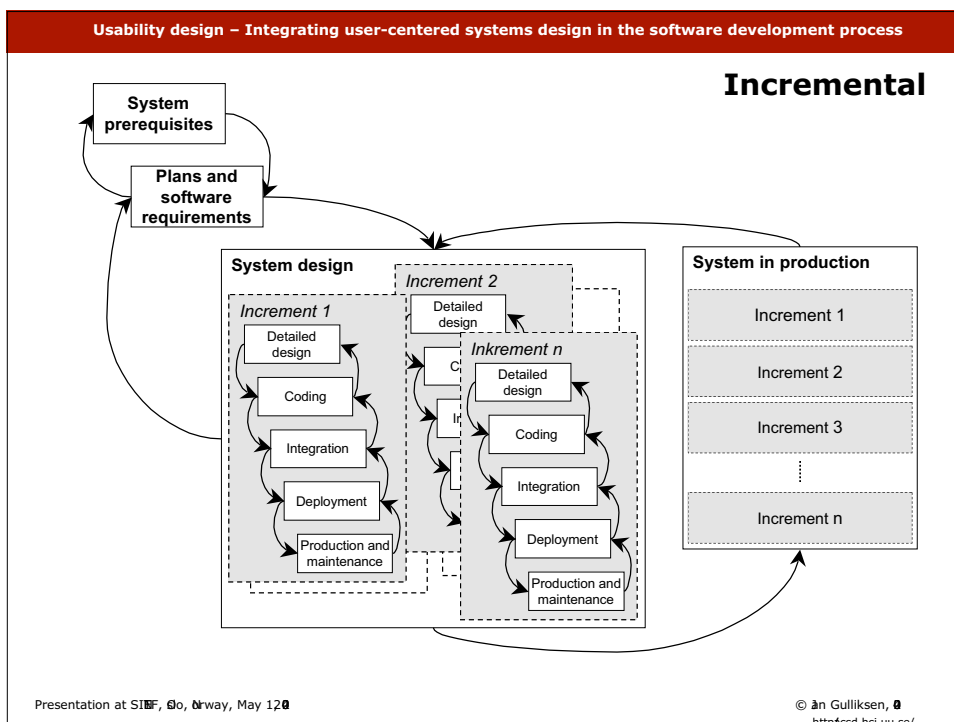 Usability design – Integrating user-centered systems design in the software development process
Incremental
System
prerequisites
Plans and
software
requirements
System design
Increment 1
Detailed
design
Coding
Integration
Deployment
Production and
maintenance
Increment 2
Detailed
design
C
In
Inkrement n
Detailed
design
Coding
Integration
Deployment
Production and
maintenance
System in production
Increment 1
Increment 2
Increment 3
Increment n
Presentation at May
© Gulliksen,